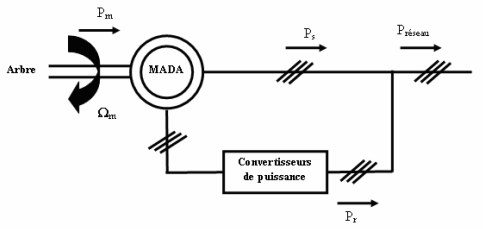 Pm
Ps
Préseau
Arbre
MADA
Ωm
Convertisseurs
de puissance
Pr